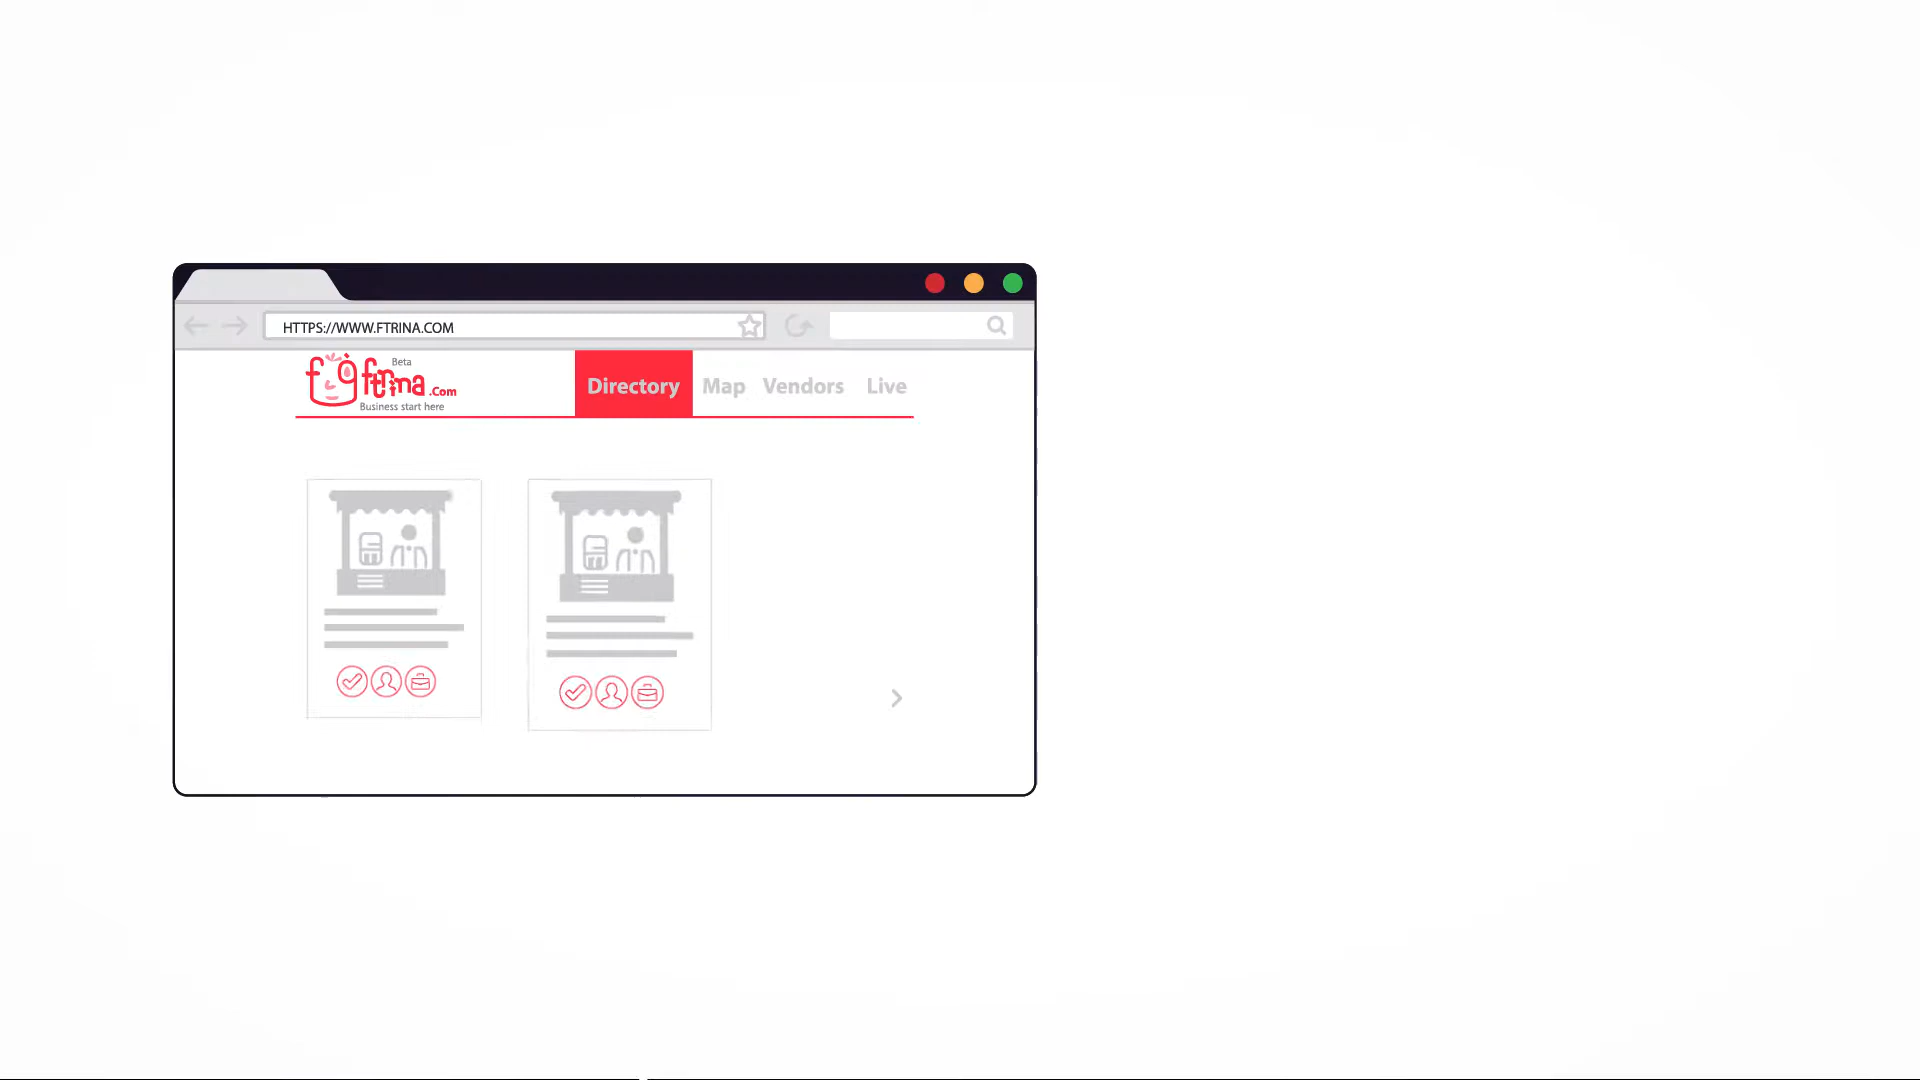 HTTPS://WWW.FTRINA.COM
Beta
ftrina.Com
Business start here
Directory Map Vendors Live